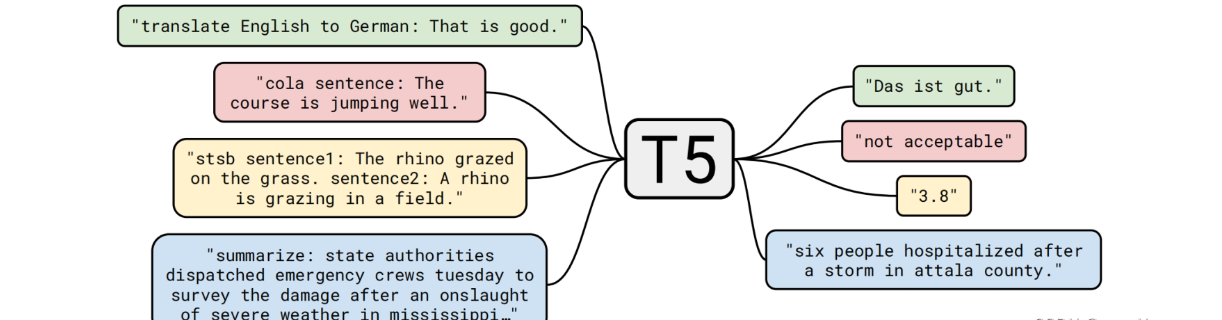 "translate English to German: That is good."
"cola sentence: The
course is jumping well."
"stsb sentence1: The rhino grazed
on the grass. sentence2: A rhino
is grazing in a field."
"summarize: state authorities
dispatched emergency crews tuesday to
survey the damage after an onslaught
of severe weather in mississippi…"
T5
"Das ist gut."
"not acceptable"
"3.8"
"six people hospitalized after
a storm in attala county."